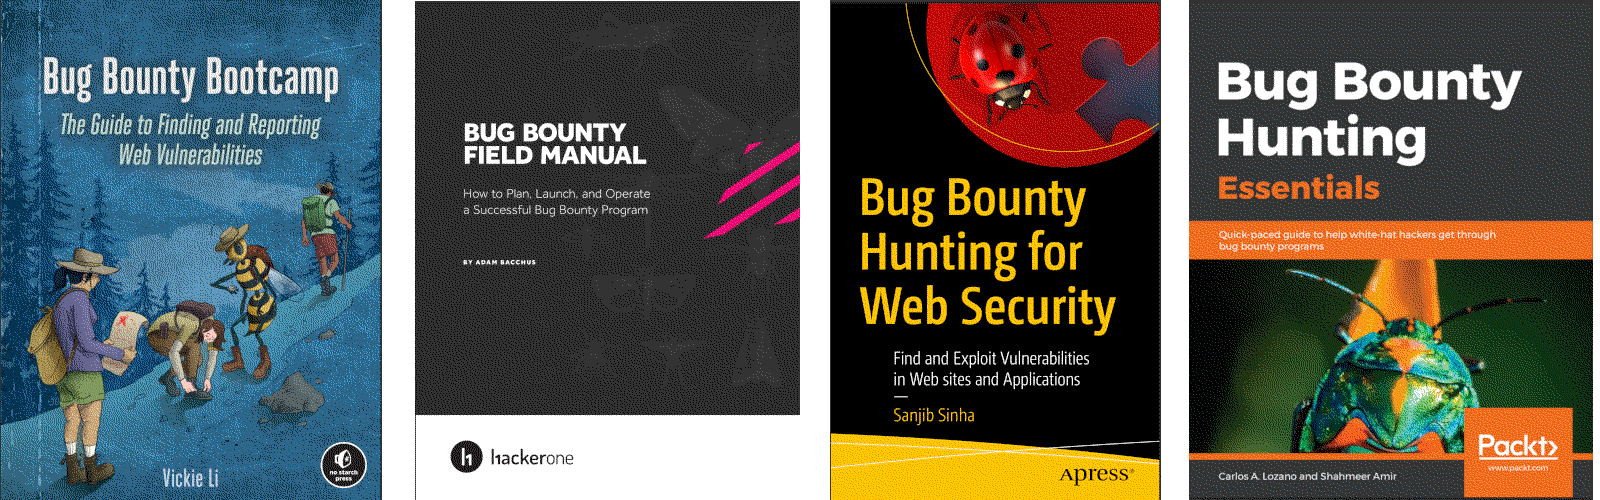 Bug Bounty Bootcamp
The Guide to Finding and Reporting
Web Vulnerabilities
Vickie Li
no starch
press
BUG BOUNTY
FIELD MANUAL
How to Plan, Launch, and Operate
a Successful Bug Bounty Program
BY ADAM BACCHUS
h
hackerone
Bug Bounty
Hunting for
Web Security
Find and Exploit Vulnerabilities
in Web sites and Applications
Sanjib Sinha
Apress®
Bug Bounty
Hunting
Essentials
Quick-paced guide to help white-hat hackers get through
bug bounty programs
Packt>
www.packt.com
Carlos A. Lozano and Shahmeer Amir